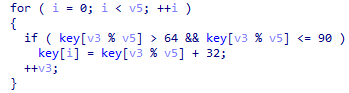 for ( i = 0; i < v5; ++i )
{
  if ( key[v3 % v5] > 64 && key[v3 % v5] <= 90 )
    key[i] = key[v3 % v5] + 32;
  ++v3;
}